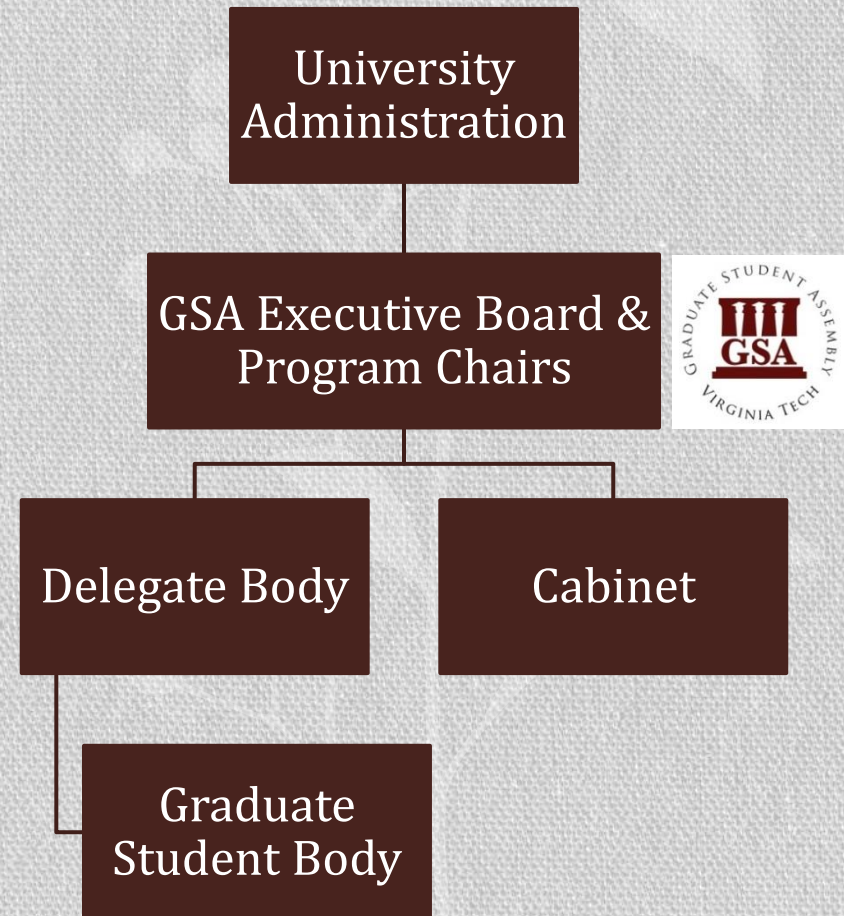 University
Administration
GSA Executive Board &
Program Chairs
GRADUATE STUDENT ASSEMBLY
GSA
VIRGINIA TECH
Delegate Body
Cabinet
Graduate
Student Body